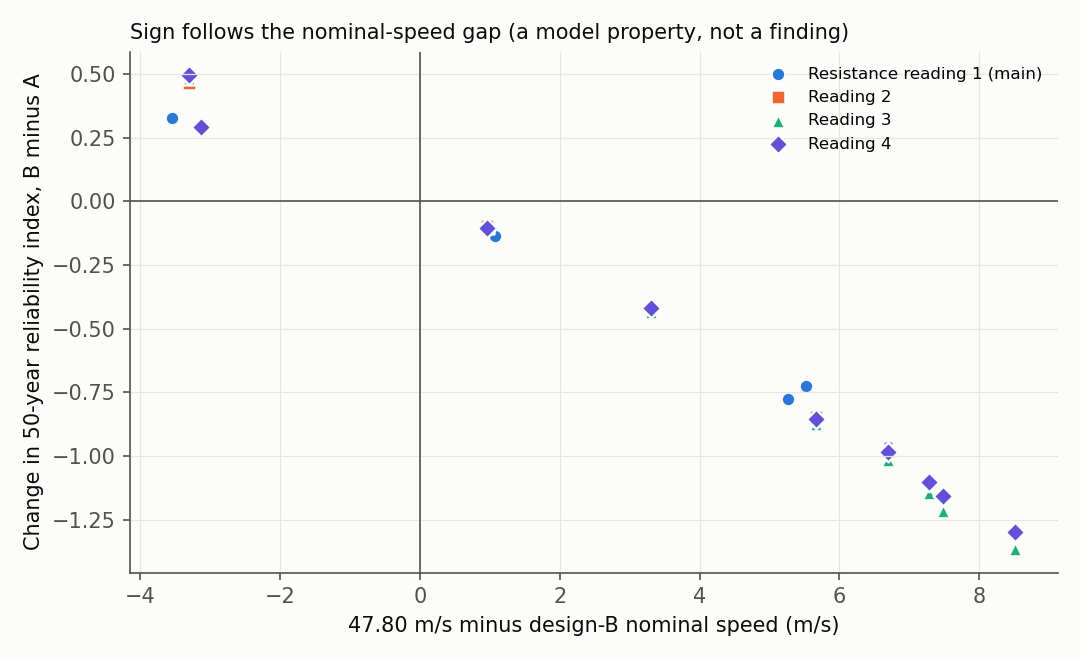 Sign follows the nominal-speed gap (a model property, not a finding)
Change in 50-year reliability index, B minus A
0.50
0.25
0.00
−0.25
−0.50
−0.75
−1.00
−1.25
Resistance reading 1 (main)
Reading 2
Reading 3
Reading 4
−4 −2 0 2 4 6 8
47.80 m/s minus design-B nominal speed (m/s)